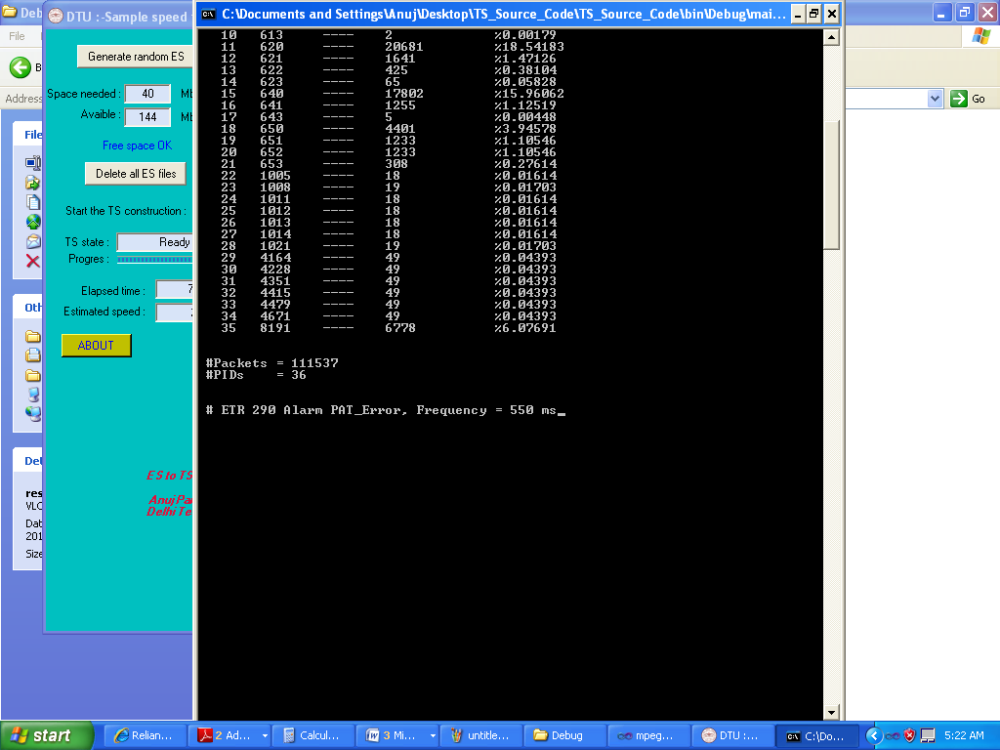 Deb
File
B
Address
Go
File
Oth
Det
res
VLC
Dat
201
Size
DTU :-Sample speed
Generate random ES
Space needed : 40 Mb
Avaible : 144 Mb
Free space OK
Delete all ES files
Start the TS construction :
TS state : Ready
Progres :
Elapsed time : 7
Estimated speed :
ABOUT
ES to TS
Anuj Pa
Delhi Te
C:\Documents and Settings\Anuj\Desktop\TS_Source_Code\TS_Source_Code\bin\Debug\mai...
10 613 ---- 2 %0.00179
11 620 ---- 20681 %18.54183
12 621 ---- 1641 %1.47126
13 622 ---- 425 %0.38104
14 623 ---- 65 %0.05828
15 640 ---- 17802 %15.96062
16 641 ---- 1255 %1.12519
17 643 ---- 5 %0.00448
18 650 ---- 4401 %3.94578
19 651 ---- 1233 %1.10546
20 652 ---- 1233 %1.10546
21 653 ---- 308 %0.27614
22 1005 ---- 18 %0.01614
23 1008 ---- 19 %0.01703
24 1011 ---- 18 %0.01614
25 1012 ---- 18 %0.01614
26 1013 ---- 18 %0.01614
27 1014 ---- 18 %0.01614
28 1021 ---- 19 %0.01703
29 4164 ---- 49 %0.04393
30 4228 ---- 49 %0.04393
31 4351 ---- 49 %0.04393
32 4415 ---- 49 %0.04393
33 4479 ---- 49 %0.04393
34 4671 ---- 49 %0.04393
35 8191 ---- 6778 %6.07691
#Packets = 111537
#PIDs = 36
# ETR 290 Alarm PAT_Error, Frequency = 550 ms_
start
Relian...
2 Ad...
Calcul...
3 Mi...
untitle...
Debug
mpeg...
DTU :...
C:\Do...
5:22 AM